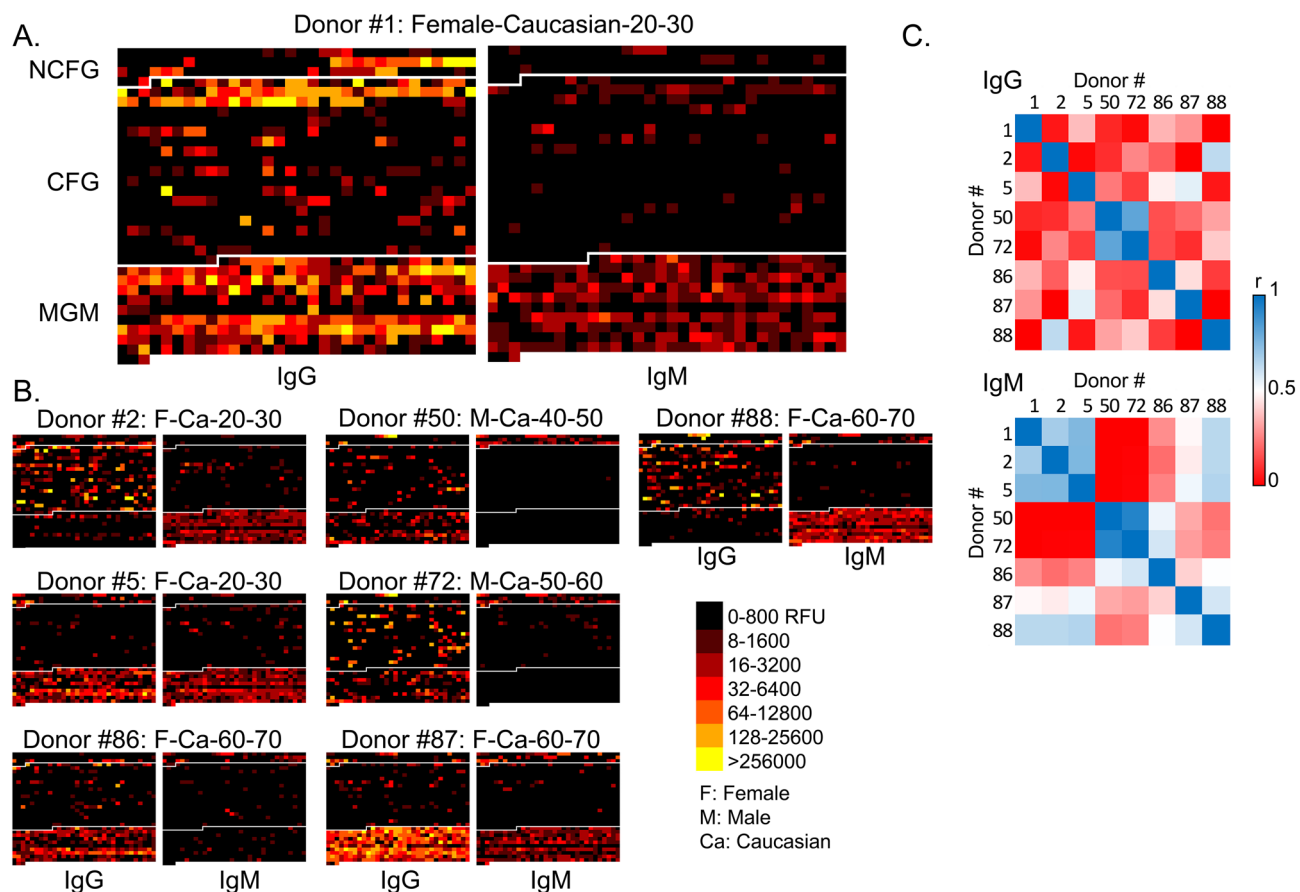 A.
Donor #1: Female-Caucasian-20-30
NCFG
CFG
MGM
IgG
IgM
B.
Donor #2: F-Ca-20-30
Donor #50: M-Ca-40-50
Donor #88: F-Ca-60-70
IgG
IgM
Donor #5: F-Ca-20-30
Donor #72: M-Ca-50-60
Donor #86: F-Ca-60-70
Donor #87: F-Ca-60-70
IgG
IgM
IgG
IgM
0-800 RFU
8-1600
16-3200
32-6400
64-12800
128-25600
>256000
F: Female
M: Male
Ca: Caucasian
C.
IgG
Donor #
1 2 5 50 72 86 87 88
Donor #
1
2
5
50
72
86
87
88
r
1
0.5
0
IgM
Donor #
1 2 5 50 72 86 87 88
Donor #
1
2
5
50
72
86
87
88